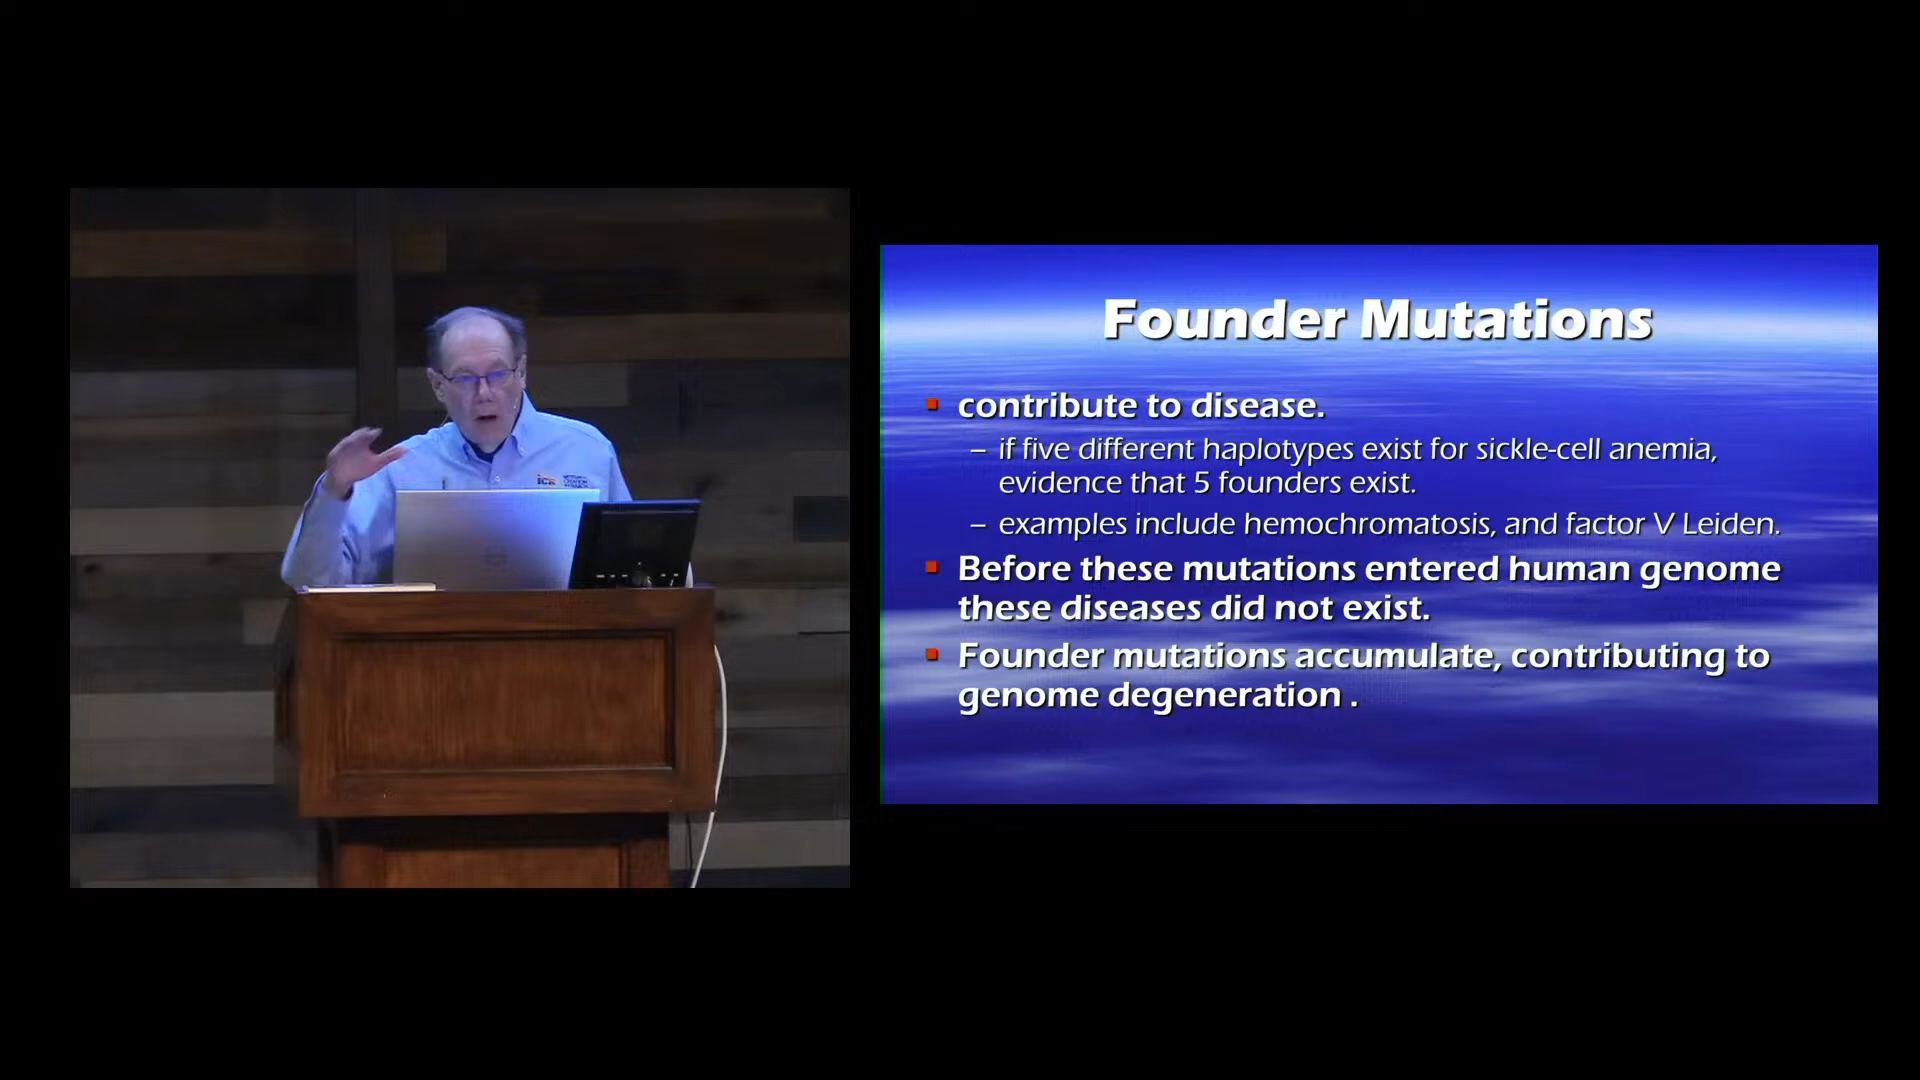 Founder Mutations
▪ contribute to disease.
– if five different haplotypes exist for sickle-cell anemia,
evidence that 5 founders exist.
– examples include hemochromatosis, and factor V Leiden.
▪ Before these mutations entered human genome
these diseases did not exist.
▪ Founder mutations accumulate, contributing to
genome degeneration .
ICR